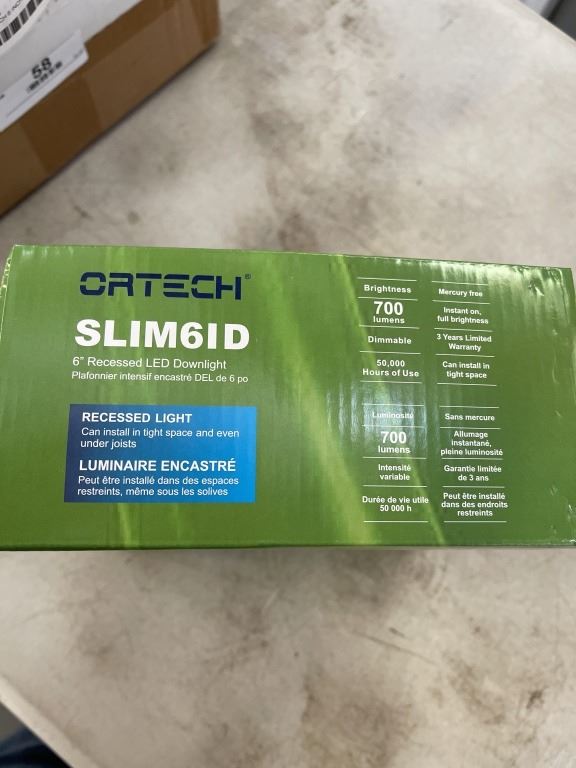 58
ORTECH®
SLIM6ID
6" Recessed LED Downlight
Plafonnier intensif encastré DEL de 6 po
RECESSED LIGHT
Can install in tight space and even
under joists
LUMINAIRE ENCASTRÉ
Peut être installé dans des espaces
restreints, même sous les solives
Brightness
700
lumens
Dimmable
50,000
Hours of Use
Mercury free
Instant on,
full brightness
3 Years Limited
Warranty
Can install in
tight space
Luminosité
700
lumens
Intensité
variable
Durée de vie utile
50 000 h
Sans mercure
Allumage
instantané,
pleine luminosité
Garantie limitée
de 3 ans
Peut être installé
dans des endroits
restreints